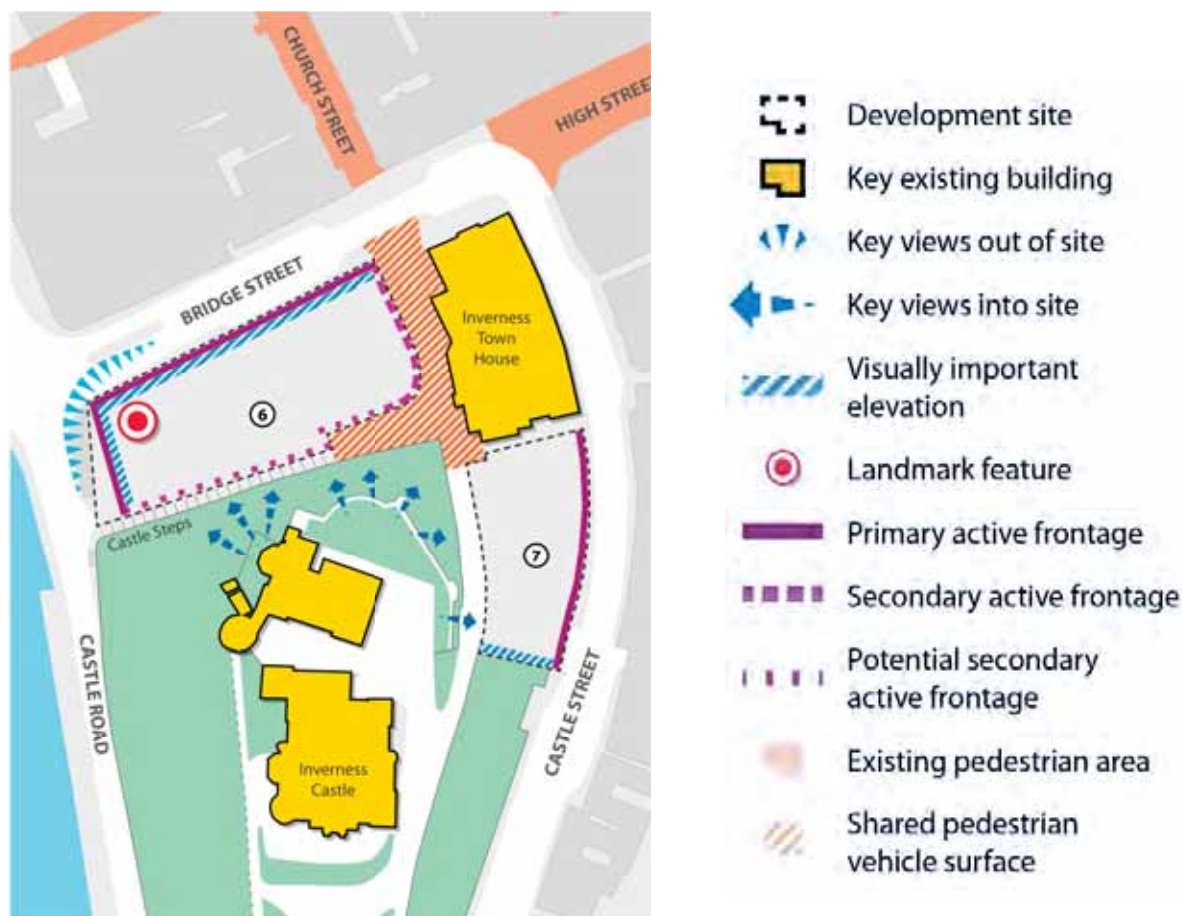 CHURCH STREET
HIGH STREET
BRIDGE STREET
Inverness
Town
House
6
Castle Steps
7
CASTLE ROAD
CASTLE STREET
Inverness
Castle
Development site
Key existing building
Key views out of site
Key views into site
Visually important
elevation
Landmark feature
Primary active frontage
Secondary active frontage
Potential secondary
active frontage
Existing pedestrian area
Shared pedestrian
vehicle surface